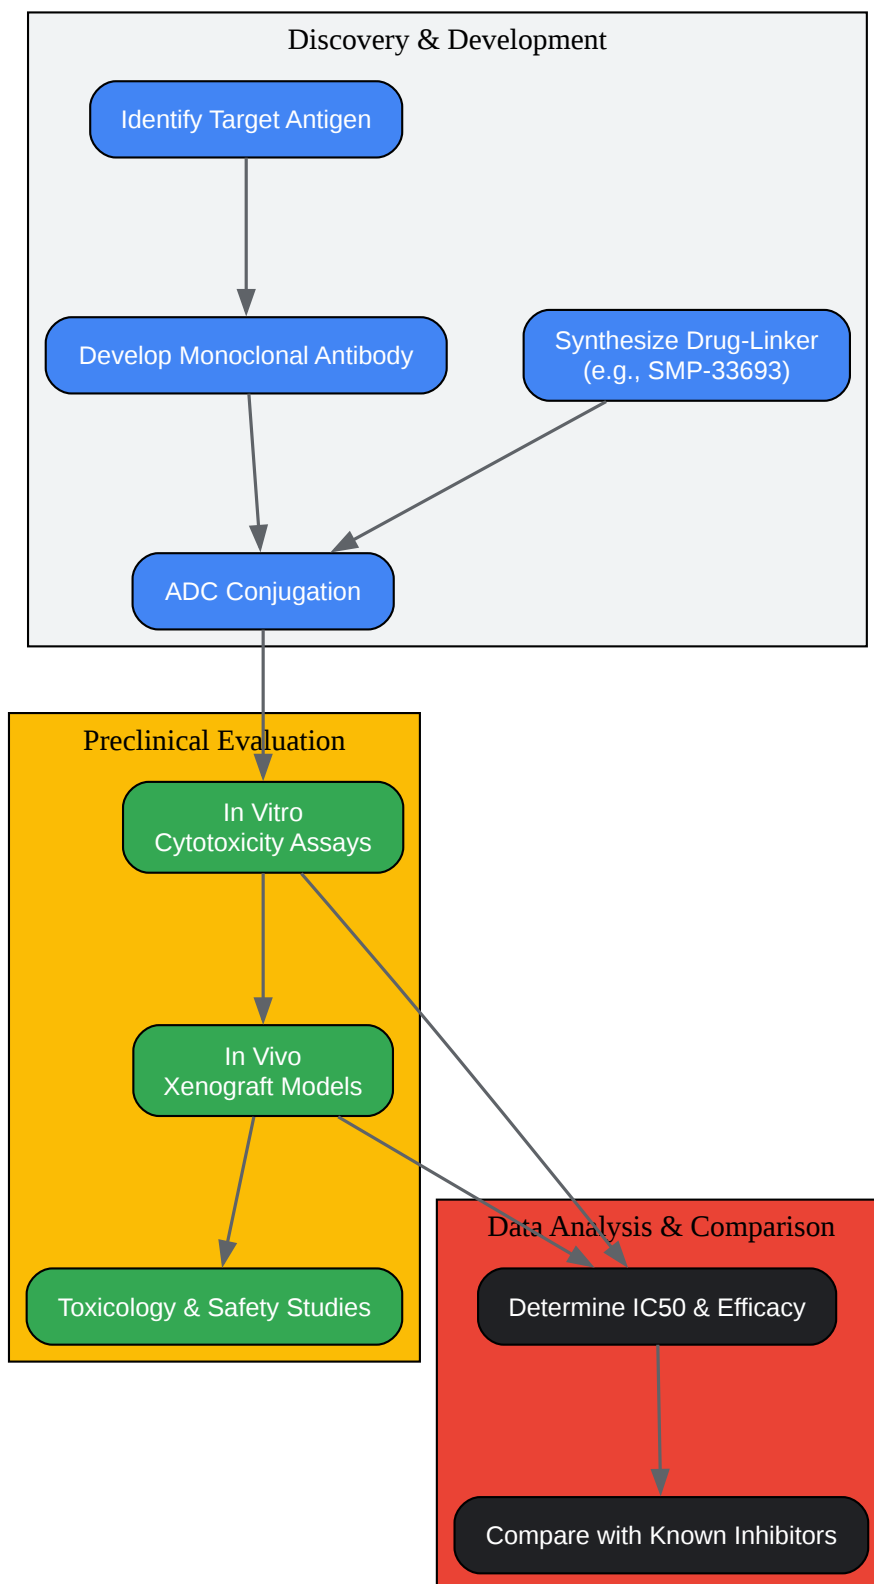 Discovery & Development
Identify Target Antigen
Develop Monoclonal Antibody
Synthesize Drug-Linker
(e.g., SMP-33693)
ADC Conjugation
Preclinical Evaluation
In Vitro
Cytotoxicity Assays
In Vivo
Xenograft Models
Toxicology & Safety Studies
Data Analysis & Comparison
Determine IC50 & Efficacy
Compare with Known Inhibitors